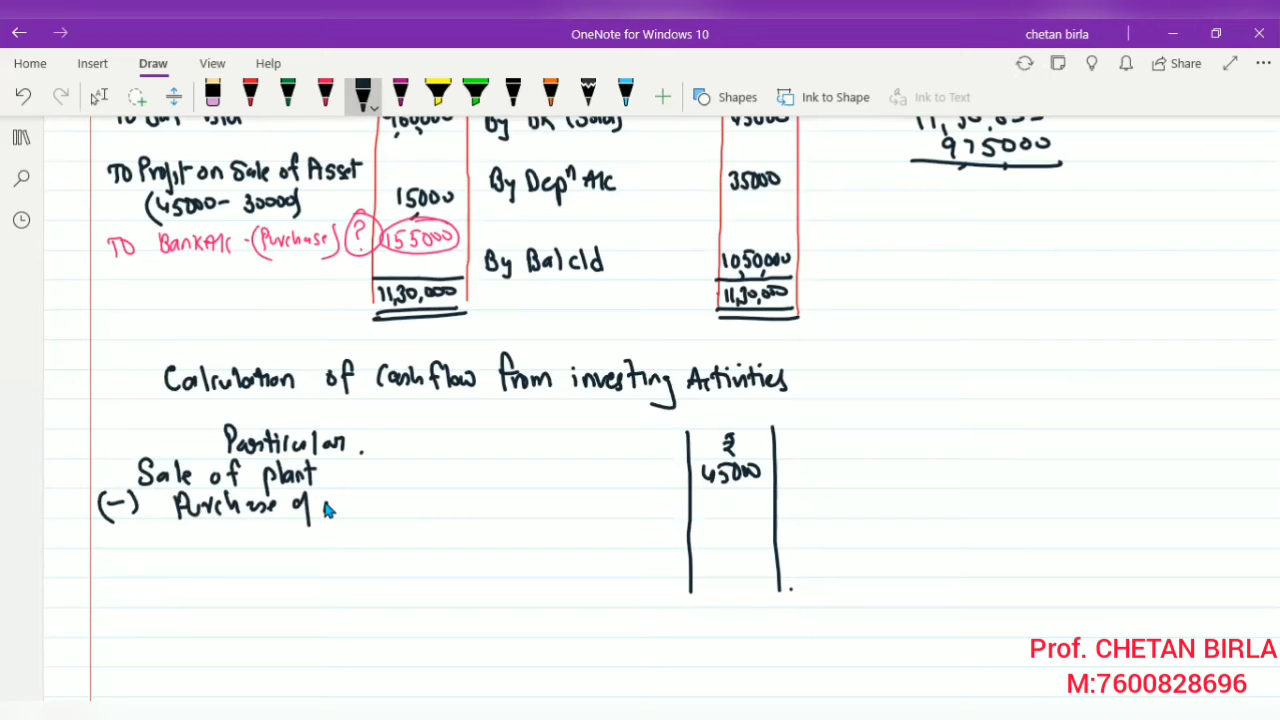 OneNote for Windows 10
chetan birla
Home Insert Draw View Help
Share
Shapes Ink to Shape Ink to Text
975000
To Profit on Sale of Asset
(45000 - 30000) 15000
By Depn A/c 35000
To Bank A/c - (Purchase) ? 155000
By Bal c/d 1050000
11,30,000 11,30,000
Calculation of Cashflow from investing Activities
Particular. ₹
Sale of plant 45000
(-) Purchase of
Prof. CHETAN BIRLA
M:7600828696